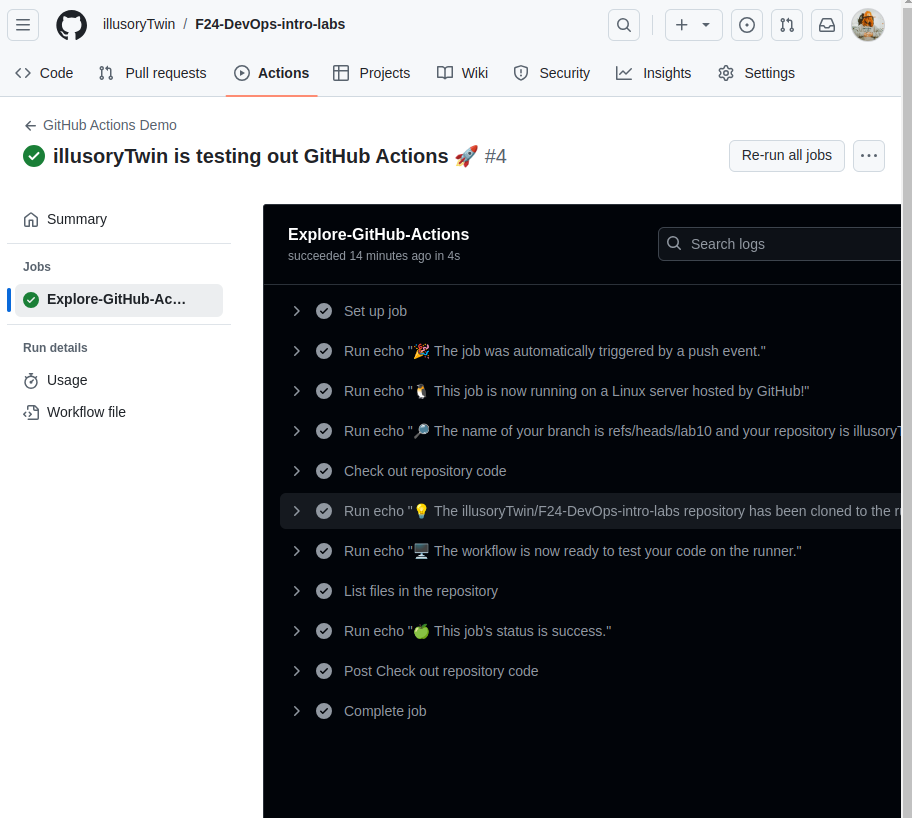 illusoryTwin / F24-DevOps-intro-labs
Code Pull requests Actions Projects Wiki Security Insights Settings
GitHub Actions Demo
illusoryTwin is testing out GitHub Actions 🚀 #4
Re-run all jobs
Summary
Jobs
Explore-GitHub-Ac…
Run details
Usage
Workflow file
Explore-GitHub-Actions
succeeded 14 minutes ago in 4s
Search logs
Set up job
Run echo "🎉 The job was automatically triggered by a push event."
Run echo "🐧 This job is now running on a Linux server hosted by GitHub!"
Run echo "🔎 The name of your branch is refs/heads/lab10 and your repository is illusoryT
Check out repository code
Run echo "💡 The illusoryTwin/F24-DevOps-intro-labs repository has been cloned to the ru
Run echo "🖥️ The workflow is now ready to test your code on the runner."
List files in the repository
Run echo "🍏 This job's status is success."
Post Check out repository code
Complete job